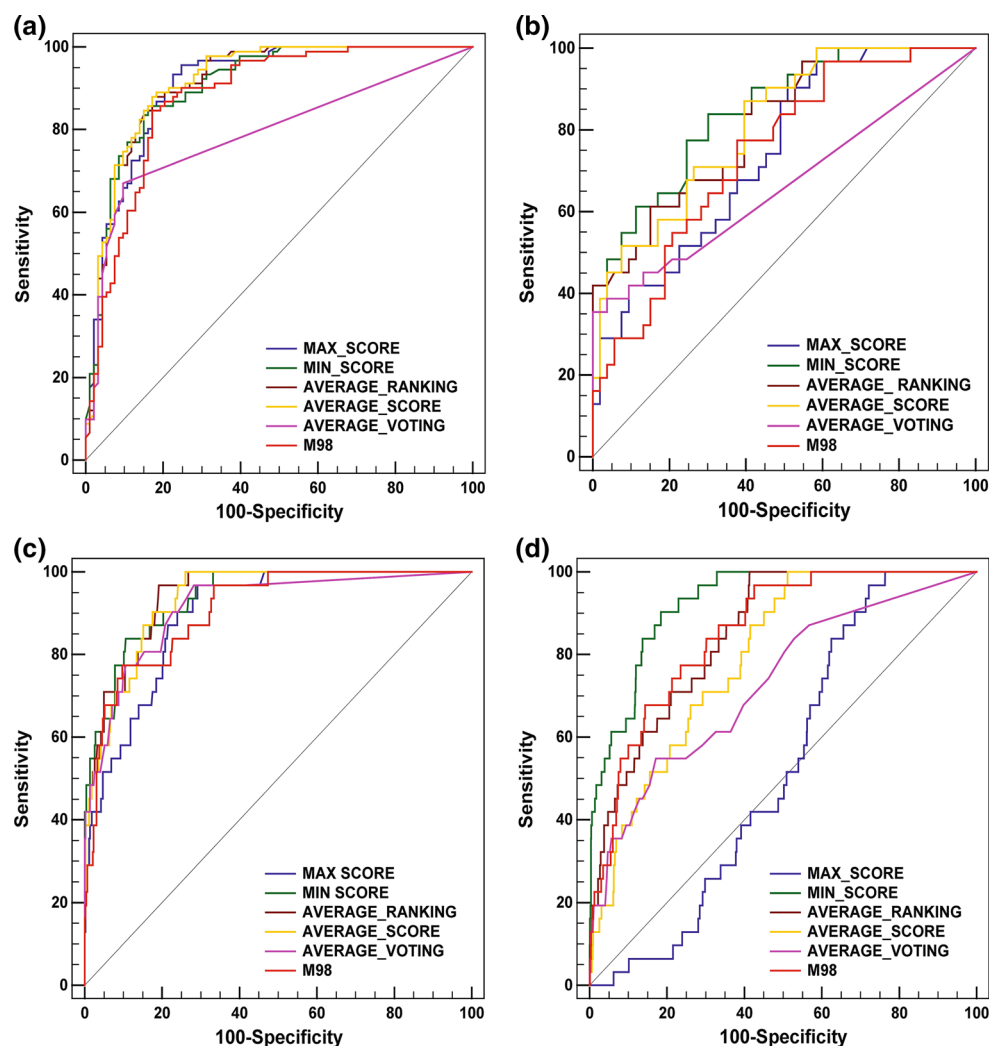 (a)
100
80
60
40
20
0
Sensitivity
MAX_SCORE
MIN_SCORE
AVERAGE_RANKING
AVERAGE_SCORE
AVERAGE_VOTING
M98
0 20 40 60 80 100
100-Specificity
(b)
100
80
60
40
20
0
Sensitivity
MAX_SCORE
MIN_SCORE
AVERAGE_RANKING
AVERAGE_SCORE
AVERAGE_VOTING
M98
0 20 40 60 80 100
100-Specificity
(c)
100
80
60
40
20
0
Sensitivity
MAX SCORE
MIN SCORE
AVERAGE_RANKING
AVERAGE_SCORE
AVERAGE_VOTING
M98
0 20 40 60 80 100
100-Specificity
(d)
100
80
60
40
20
0
Sensitivity
MAX_SCORE
MIN_SCORE
AVERAGE_RANKING
AVERAGE_SCORE
AVERAGE_VOTING
M98
0 20 40 60 80 100
100-Specificity